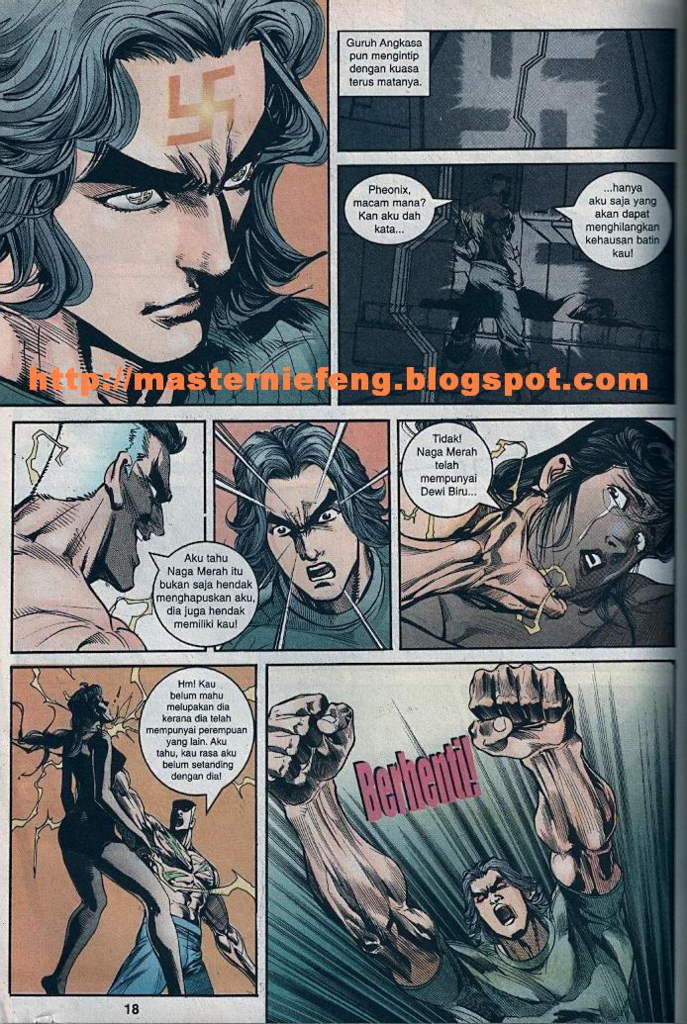 Guruh Angkasa
pun mengintip
dengan kuasa
terus matanya.
Pheonix,
macam mana?
Kan aku dah
kata...
...hanya
aku saja yang
akan dapat
menghilangkan
kehausan batin
kau!
http://masterniefeng.blogspot.com
Aku tahu
Naga Merah itu
bukan saja hendak
menghapuskan aku,
dia juga hendak
memiliki kau!
Tidak!
Naga Merah
telah
mempunyai
Dewi Biru...
Hm! Kau
belum mahu
melupakan dia
kerana dia telah
mempunyai perempuan
yang lain. Aku
tahu, kau rasa aku
belum setanding
dengan dia!
Berhenti!
18